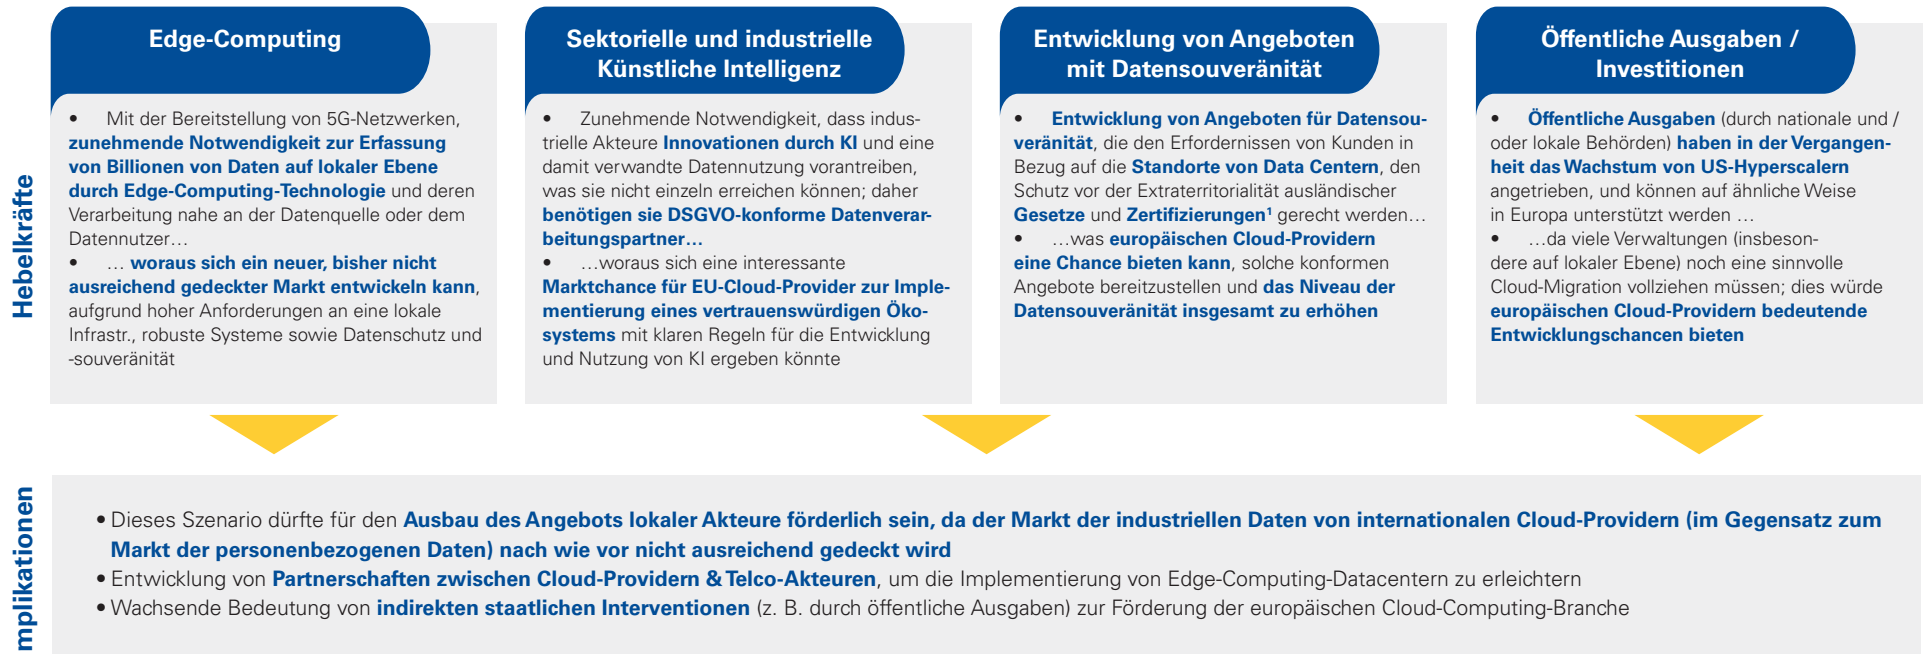 Hebelkräfte
Edge-Computing
• Mit der Bereitstellung von 5G-Netzwerken,
zunehmende Notwendigkeit zur Erfassung
von Billionen von Daten auf lokaler Ebene
durch Edge-Computing-Technologie und deren
Verarbeitung nahe an der Datenquelle oder dem
Datennutzer…
• … woraus sich ein neuer, bisher nicht
ausreichend gedeckter Markt entwickeln kann,
aufgrund hoher Anforderungen an eine lokale
Infrastr., robuste Systeme sowie Datenschutz und
-souveränität
Sektorielle und industrielle
Künstliche Intelligenz
• Zunehmende Notwendigkeit, dass indus-
trielle Akteure Innovationen durch KI und eine
damit verwandte Datennutzung vorantreiben,
was sie nicht einzeln erreichen können; daher
benötigen sie DSGVO-konforme Datenverar-
beitungspartner…
• …woraus sich eine interessante
Marktchance für EU-Cloud-Provider zur Imple-
mentierung eines vertrauenswürdigen Öko-
systems mit klaren Regeln für die Entwicklung
und Nutzung von KI ergeben könnte
Entwicklung von Angeboten
mit Datensouveränität
• Entwicklung von Angeboten für Datensou-
veränität, die den Erfordernissen von Kunden in
Bezug auf die Standorte von Data Centern, den
Schutz vor der Extraterritorialität ausländischer
Gesetze und Zertifizierungen¹ gerecht werden…
• …was europäischen Cloud-Providern
eine Chance bieten kann, solche konformen
Angebote bereitzustellen und das Niveau der
Datensouveränität insgesamt zu erhöhen
Öffentliche Ausgaben /
Investitionen
• Öffentliche Ausgaben (durch nationale und /
oder lokale Behörden) haben in der Vergangen-
heit das Wachstum von US-Hyperscalern
angetrieben, und können auf ähnliche Weise
in Europa unterstützt werden …
• …da viele Verwaltungen (insbeson-
dere auf lokaler Ebene) noch eine sinnvolle
Cloud-Migration vollziehen müssen; dies würde
europäischen Cloud-Providern bedeutende
Entwicklungschancen bieten
mplikationen
• Dieses Szenario dürfte für den Ausbau des Angebots lokaler Akteure förderlich sein, da der Markt der industriellen Daten von internationalen Cloud-Providern (im Gegensatz zum
Markt der personenbezogenen Daten) nach wie vor nicht ausreichend gedeckt wird
• Entwicklung von Partnerschaften zwischen Cloud-Providern & Telco-Akteuren, um die Implementierung von Edge-Computing-Datacentern zu erleichtern
• Wachsende Bedeutung von indirekten staatlichen Interventionen (z. B. durch öffentliche Ausgaben) zur Förderung der europäischen Cloud-Computing-Branche